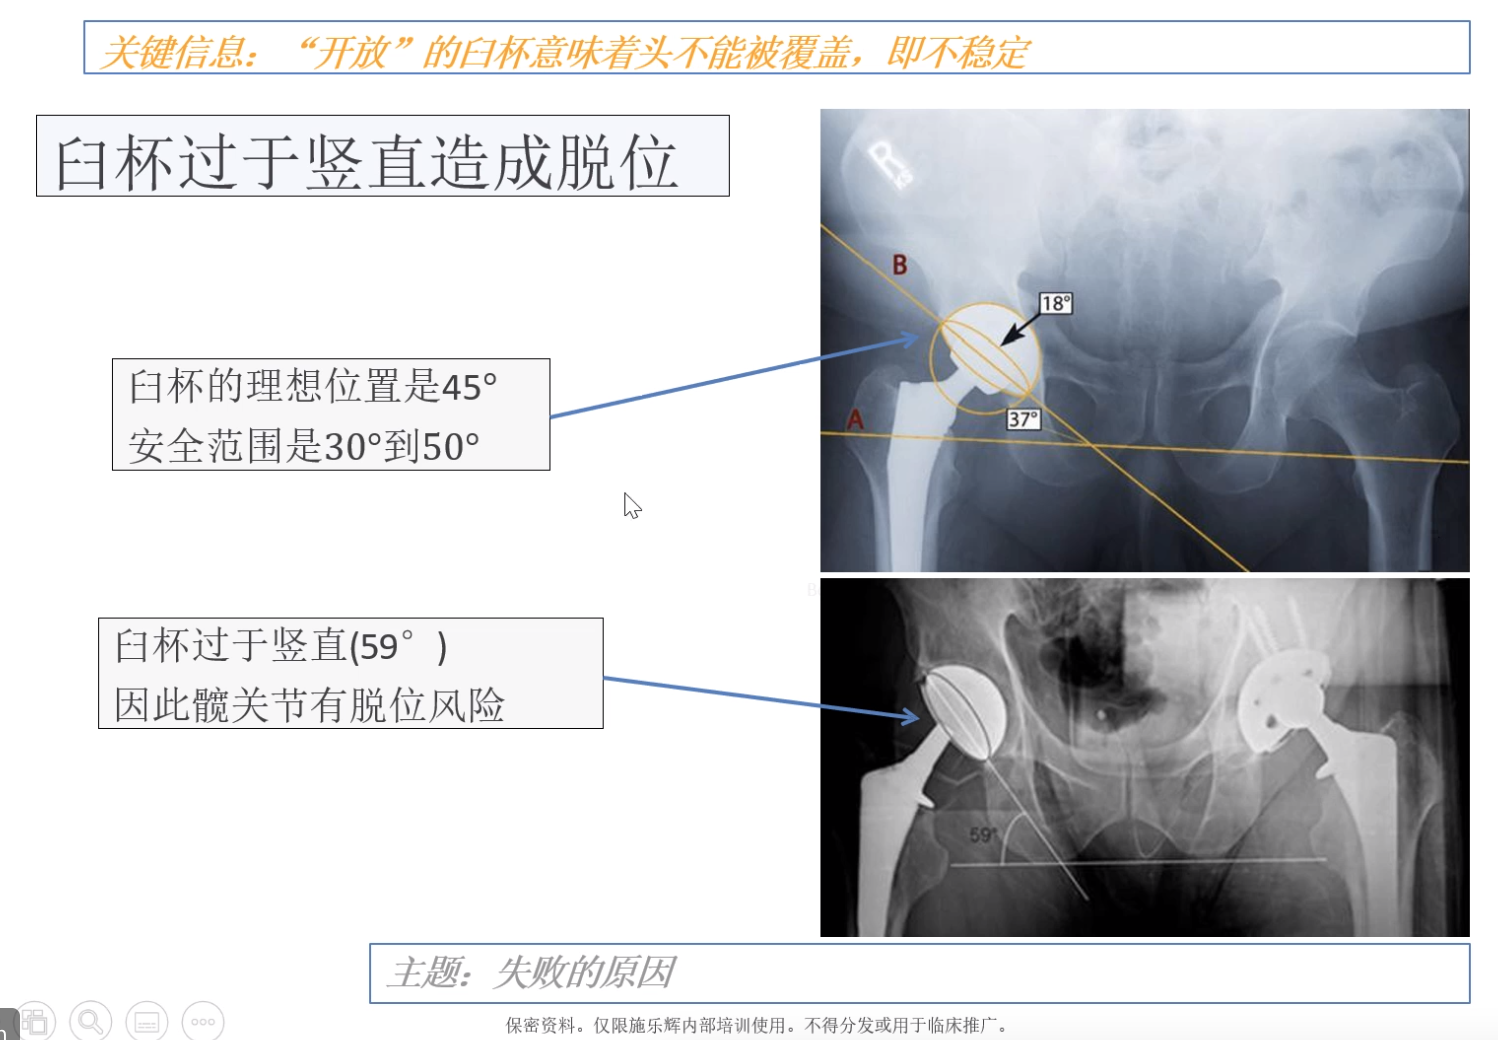 关键信息：“开放”的臼杯意味着头不能被覆盖，即不稳定
臼杯过于竖直造成脱位
R
B
18°
臼杯的理想位置是45°
安全范围是30°到50°
A
37°
臼杯过于竖直(59°)
因此髋关节有脱位风险
59°
主题：失败的原因
保密资料。仅限施乐辉内部培训使用。不得分发或用于临床推广。